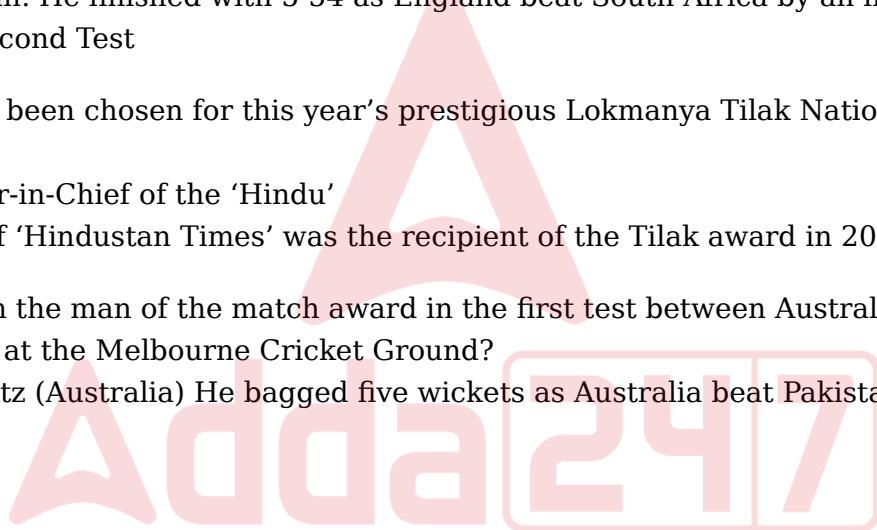 He finished with 5-54 as England beat South Africa by an
cond Test
been chosen for this year's prestigious Lokmanya Tilak Natio
r-in-Chief of the 'Hindu'
f 'Hindustan Times' was the recipient of the Tilak award in 20
n the man of the match award in the first test between Austral
at the Melbourne Cricket Ground?
tz (Australia) He bagged five wickets as Australia beat Pakista
Adda247